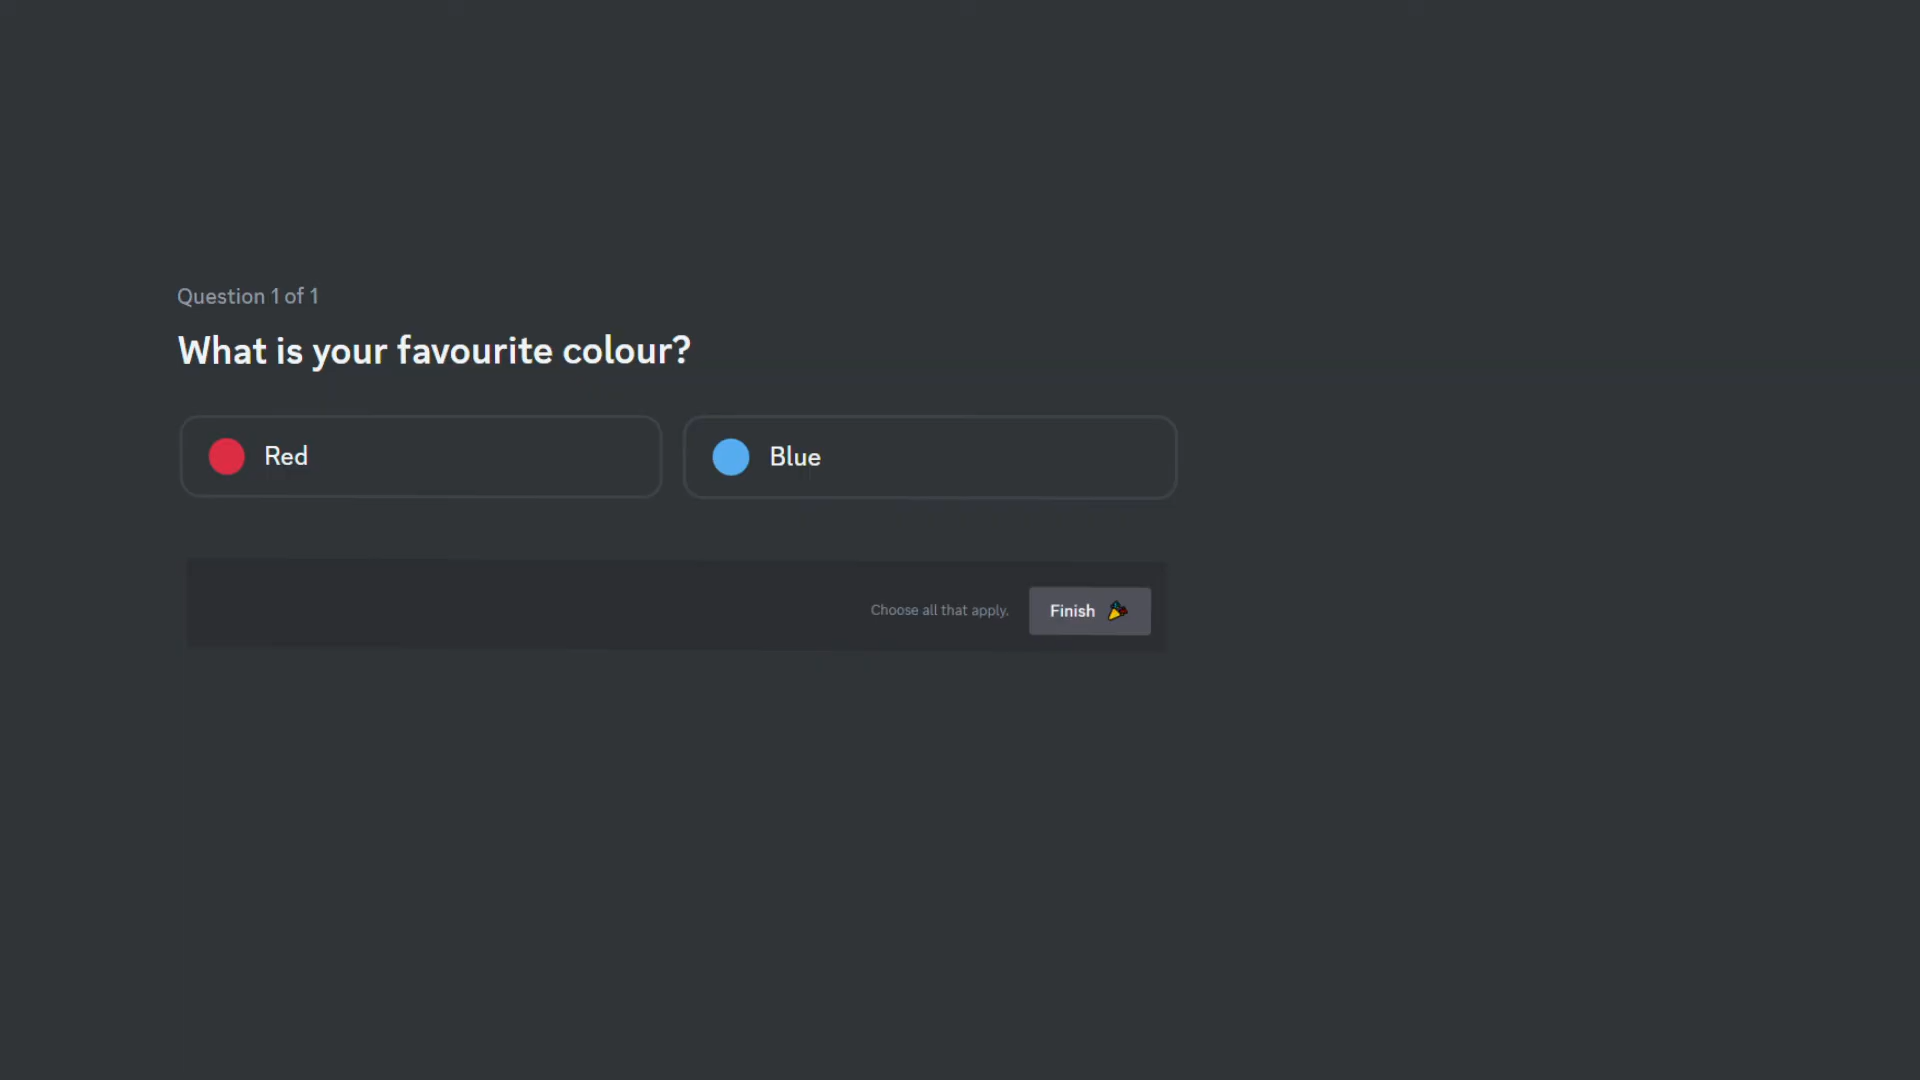 Question 1 of 1
What is your favourite colour?
Red
Blue
Choose all that apply.
Finish